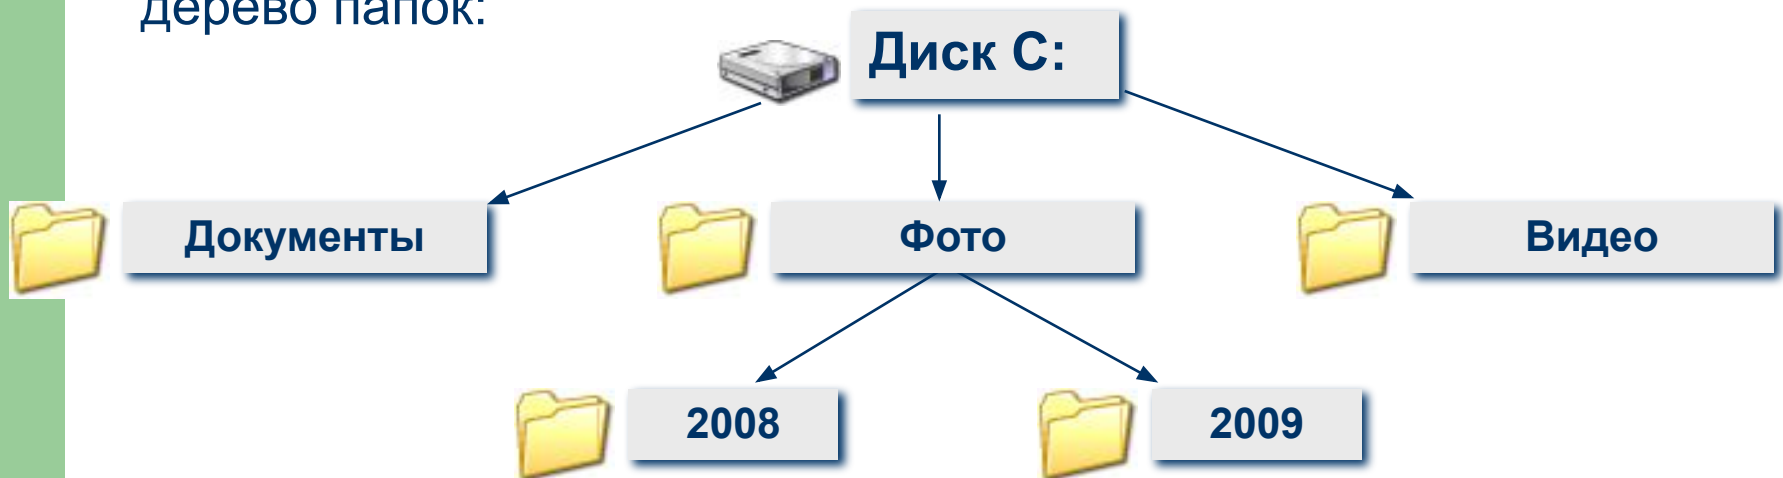 дерево папок:
Диск C:
Документы
Фото
Видео
2008
2009